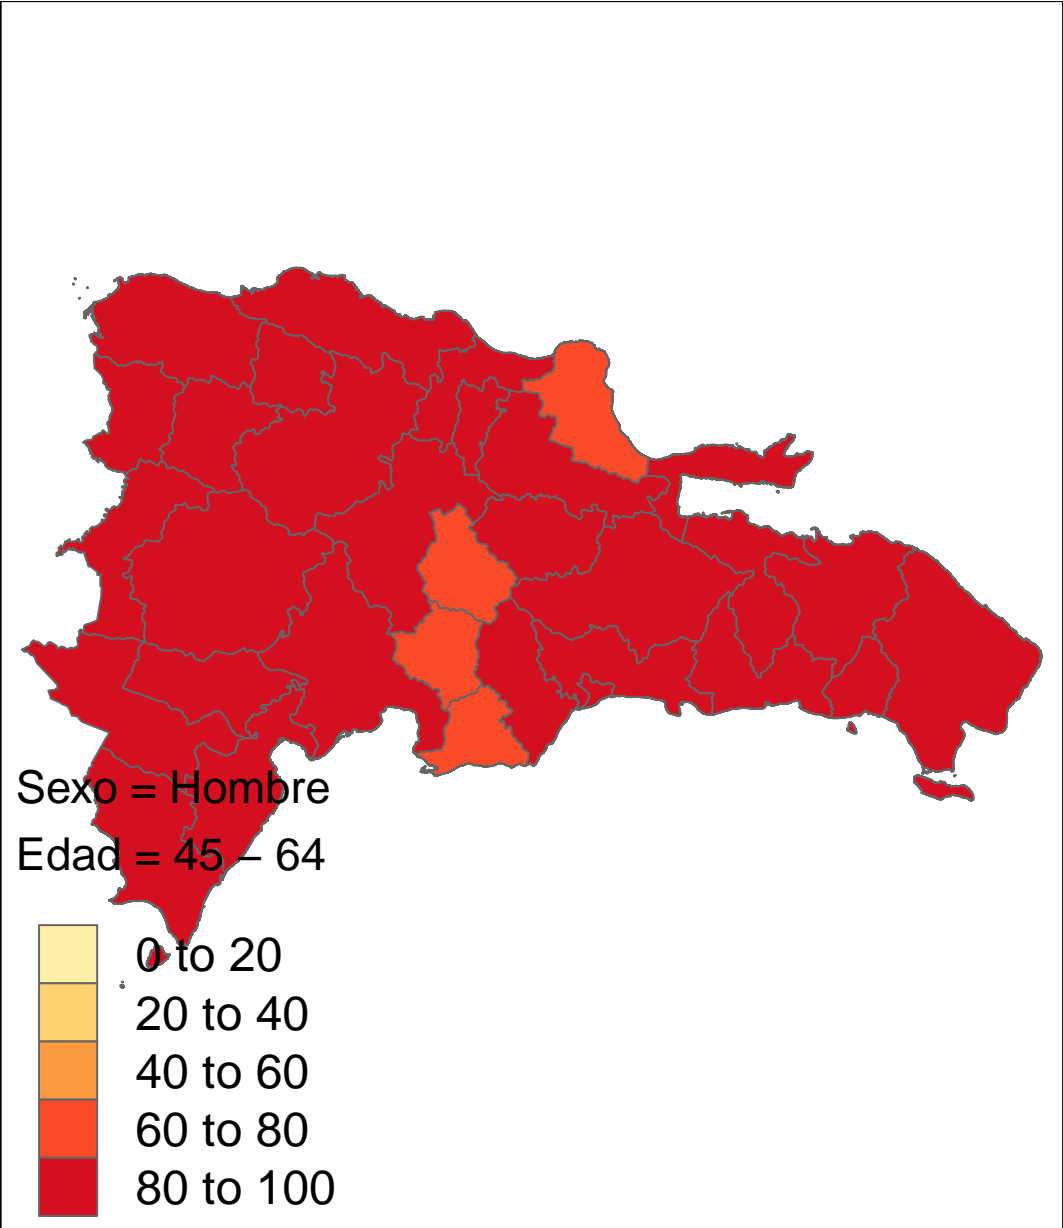 Sexo = Hombre
Edad = 45 – 64
0 to 20
20 to 40
40 to 60
60 to 80
80 to 100